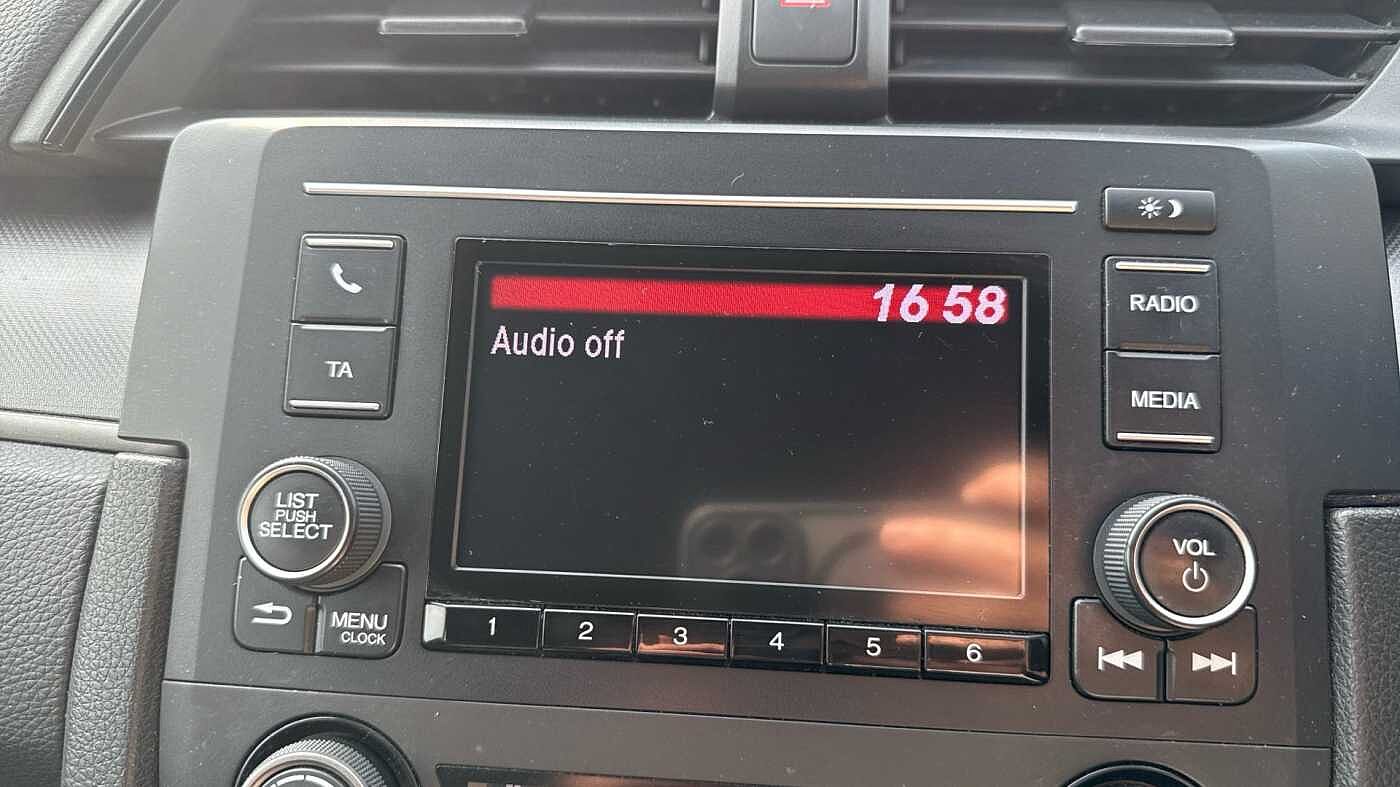 16 58
Audio off
TA
RADIO
MEDIA
LIST
PUSH
SELECT
MENU
CLOCK
VOL
1 2 3 4 5 6